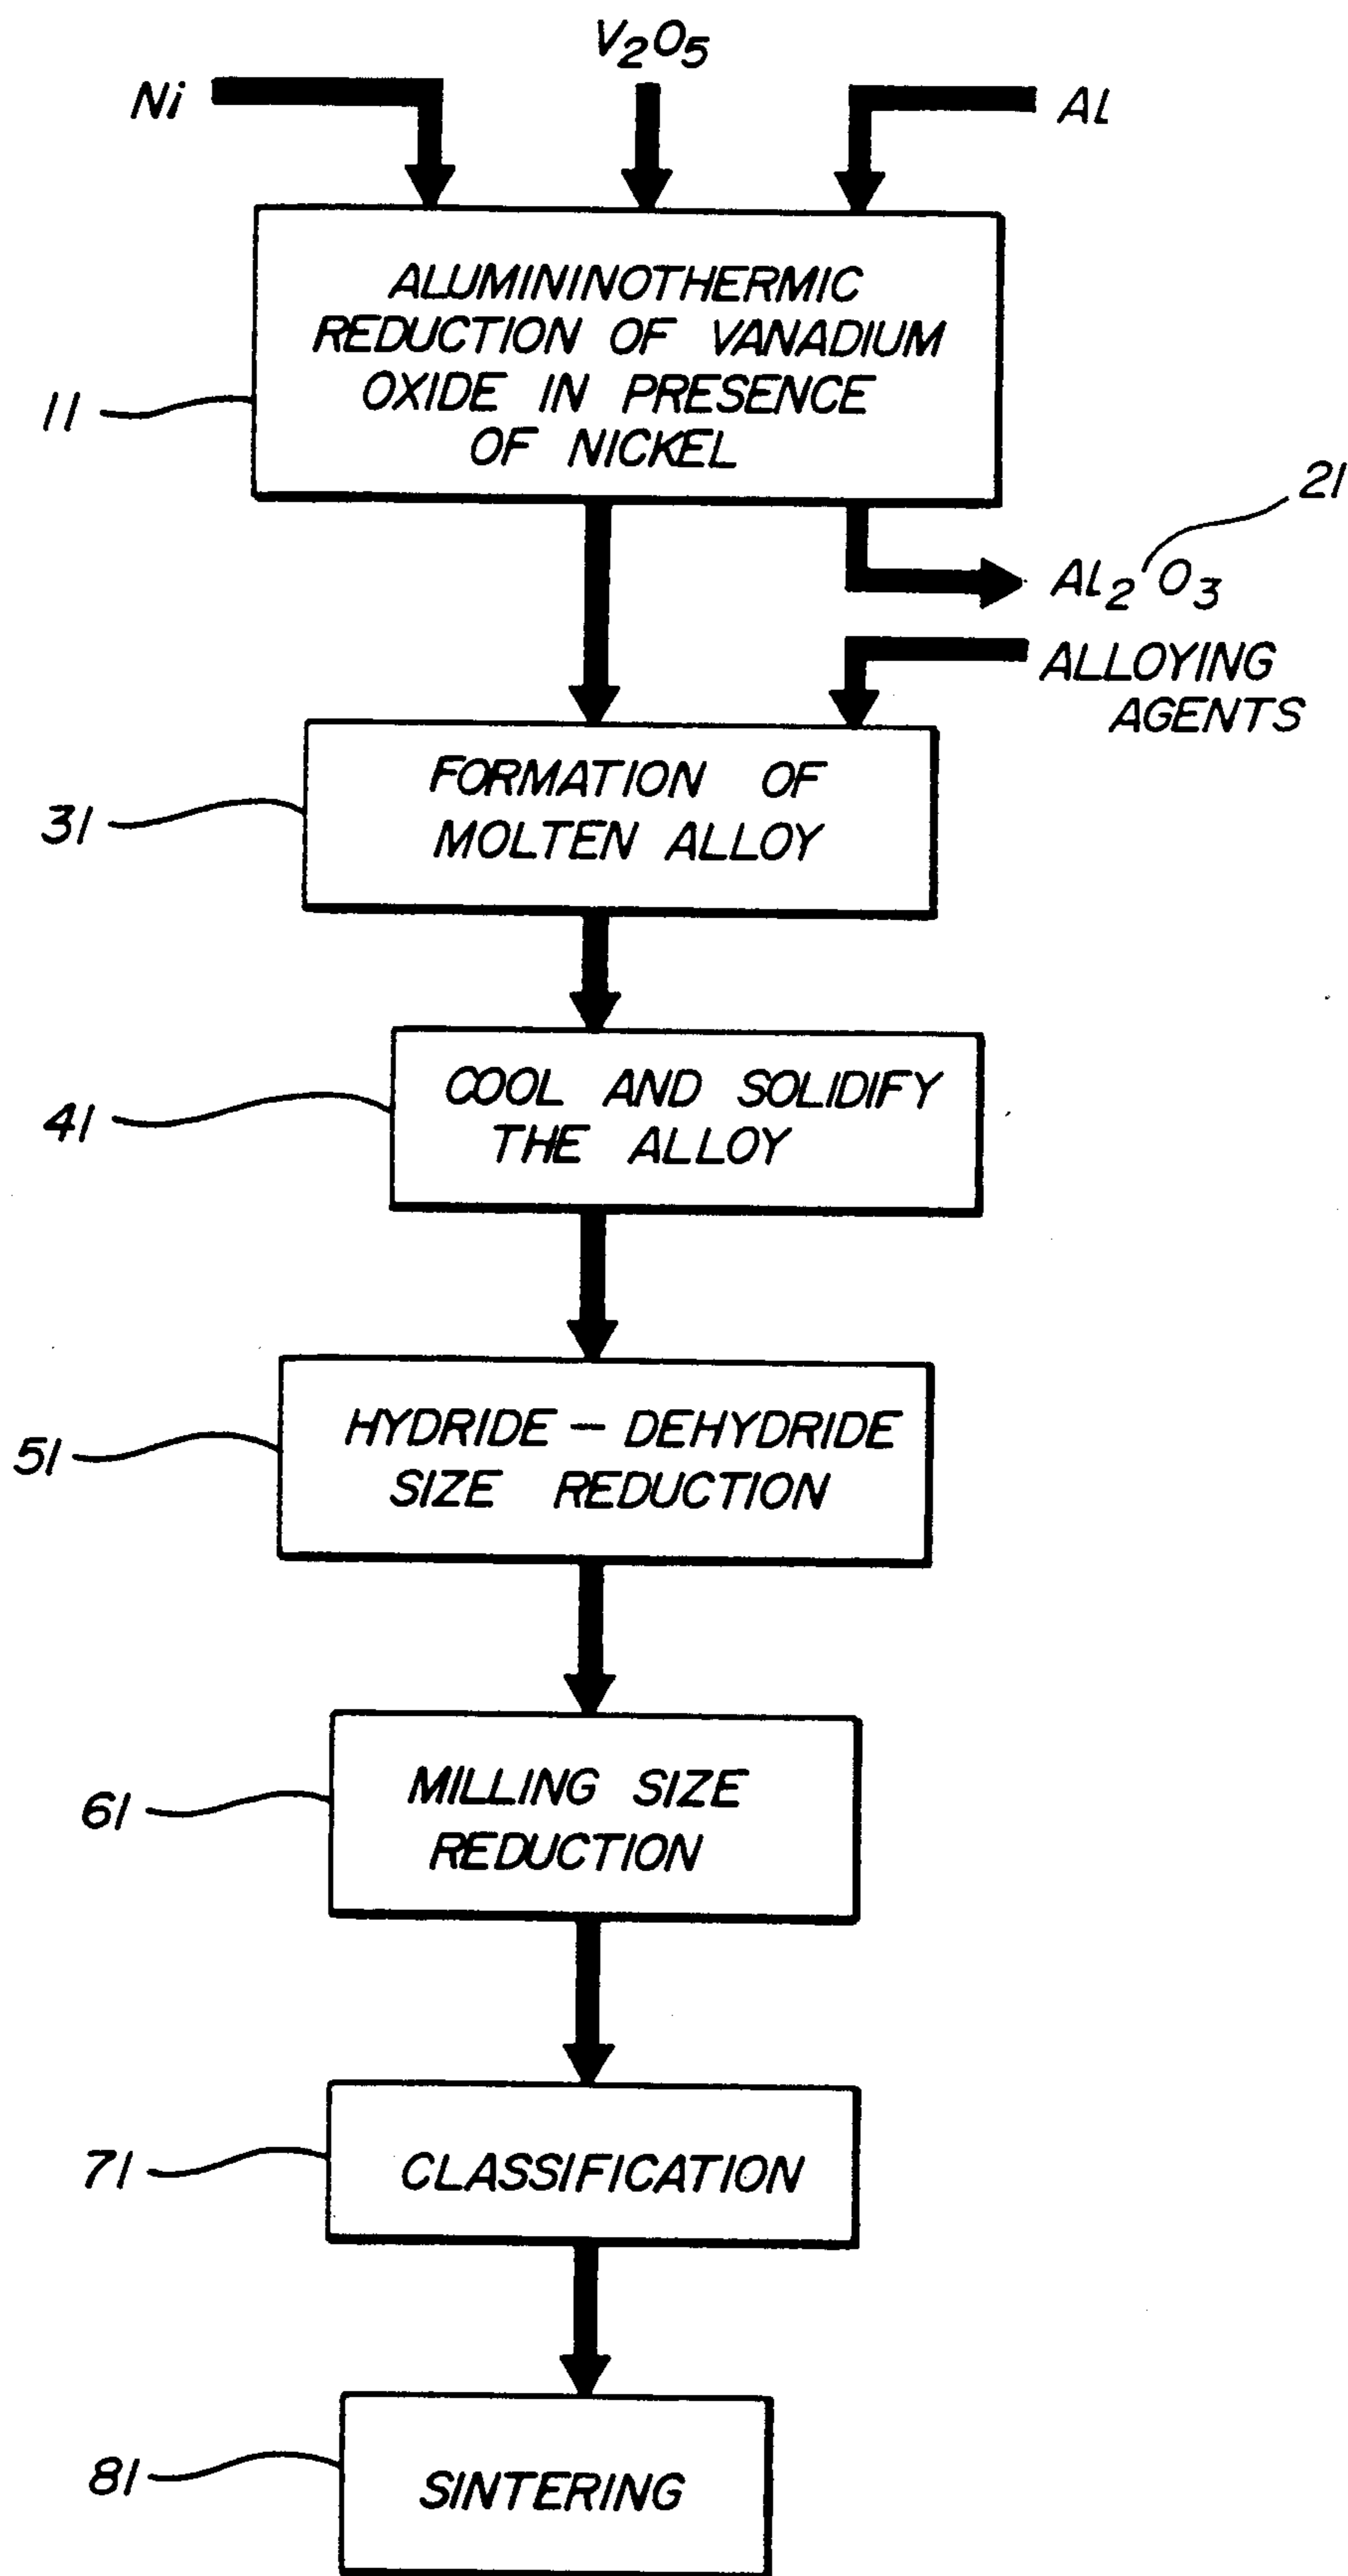 V2O5
Ni
Al
ALUMININOTHERMIC
REDUCTION OF VANADIUM
OXIDE IN PRESENCE
OF NICKEL
11
21
Al2O3
ALLOYING
AGENTS
FORMATION OF
MOLTEN ALLOY
31
COOL AND SOLIDIFY
THE ALLOY
41
HYDRIDE - DEHYDRIDE
SIZE REDUCTION
51
MILLING SIZE
REDUCTION
61
CLASSIFICATION
71
SINTERING
81